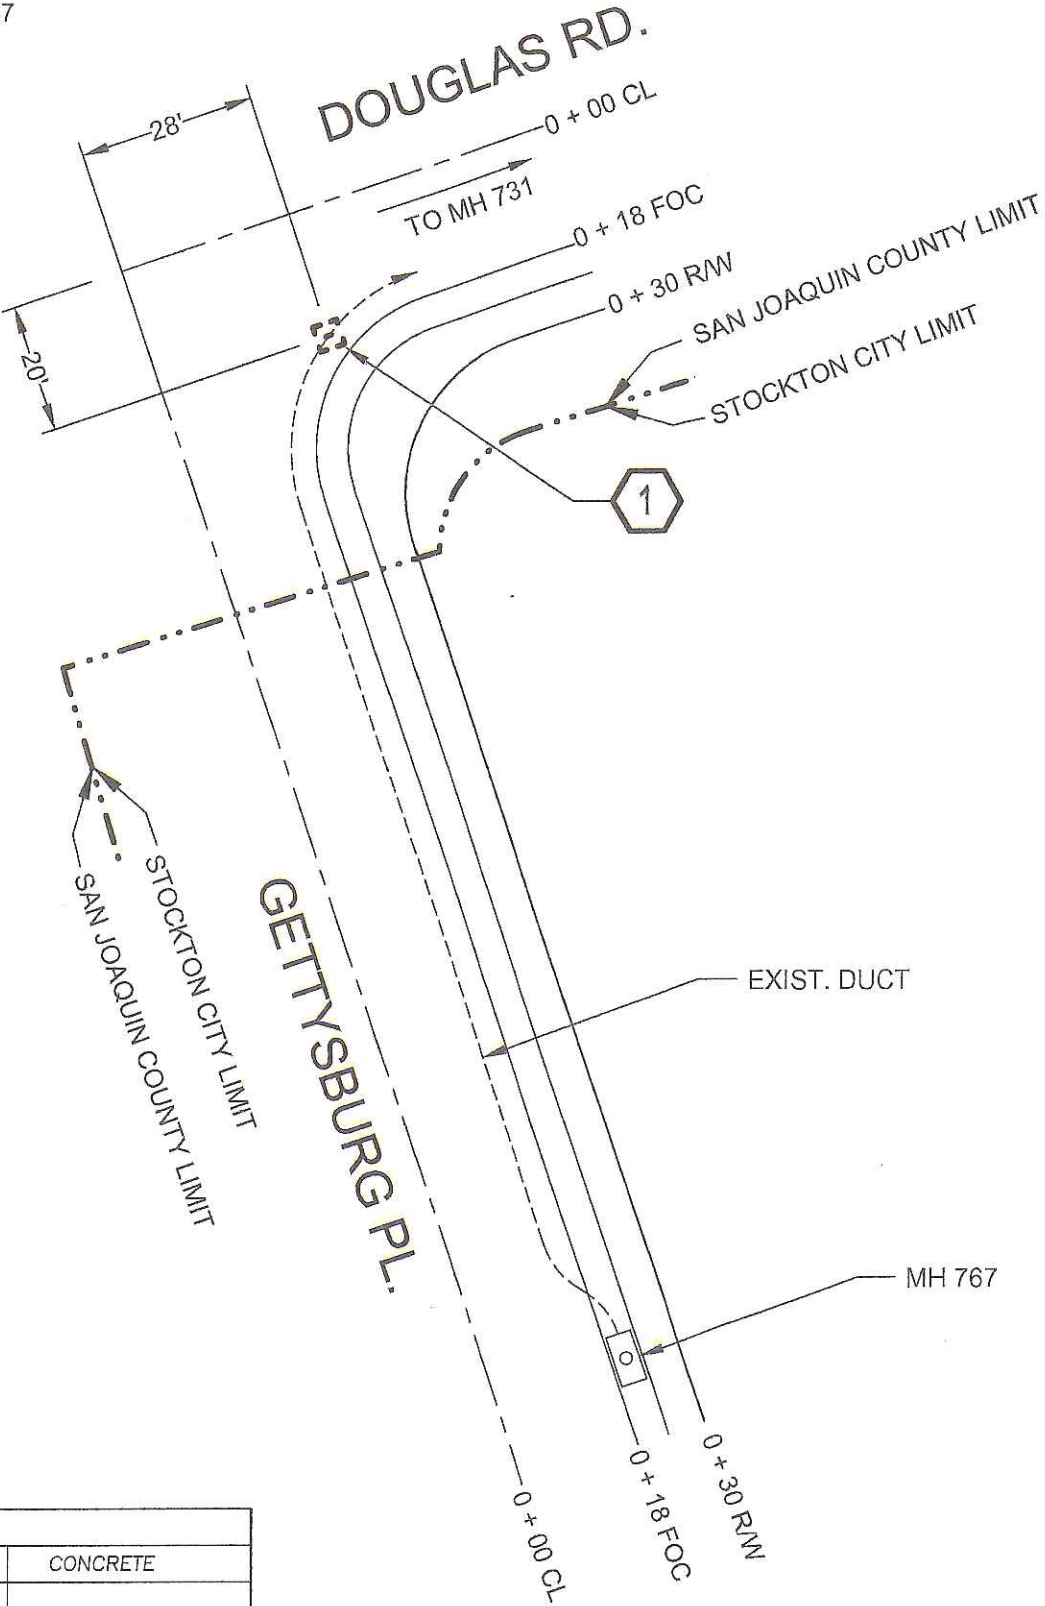 7
DOUGLAS RD.
28'
0 + 00 CL
TO MH 731
0 + 18 FOC
0 + 30 R/W
SAN JOAQUIN COUNTY LIMIT
STOCKTON CITY LIMIT
20'
1
STOCKTON CITY LIMIT
SAN JOAQUIN COUNTY LIMIT
GETTYSBURG PL.
EXIST. DUCT
MH 767
0 + 00 CL
0 + 18 FOC
0 + 30 R/W
CONCRETE